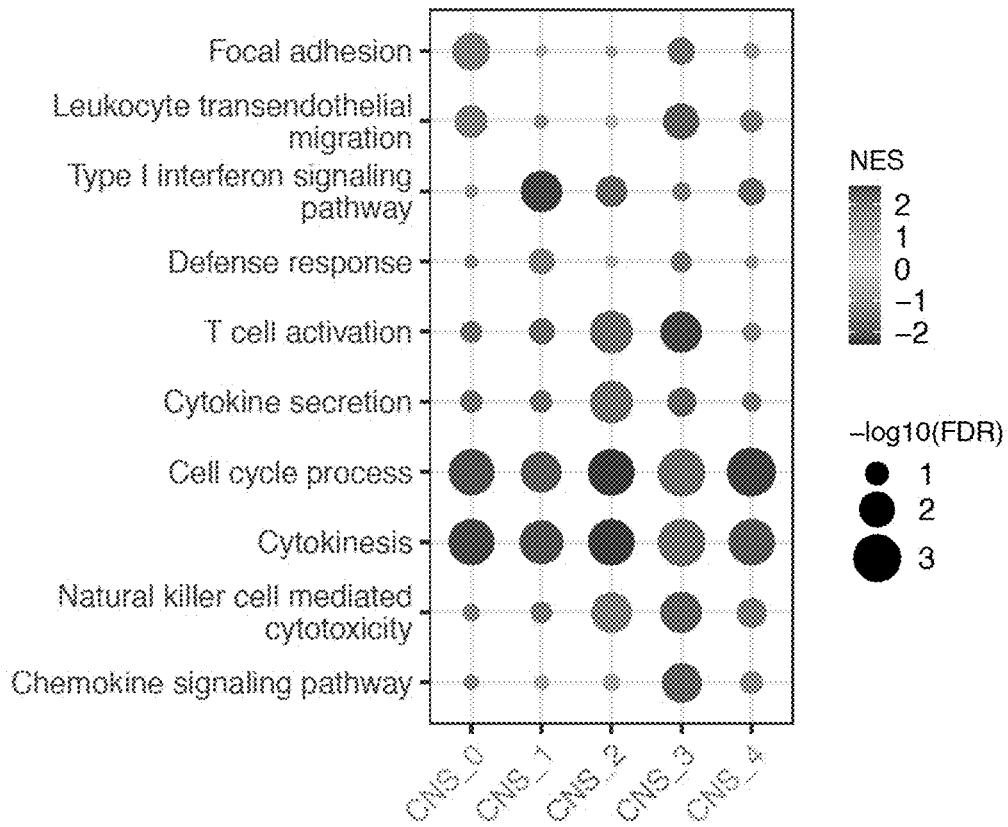 Focal adhesion
Leukocyte transendothelial
migration
Type I interferon signaling
pathway
Defense response
T cell activation
Cytokine secretion
Cell cycle process
Cytokinesis
Natural killer cell mediated
cytotoxicity
Chemokine signaling pathway
CNS_0
CNS_1
CNS_2
CNS_3
CNS_4
NES
2
1
0
−1
−2
−log10(FDR)
1
2
3